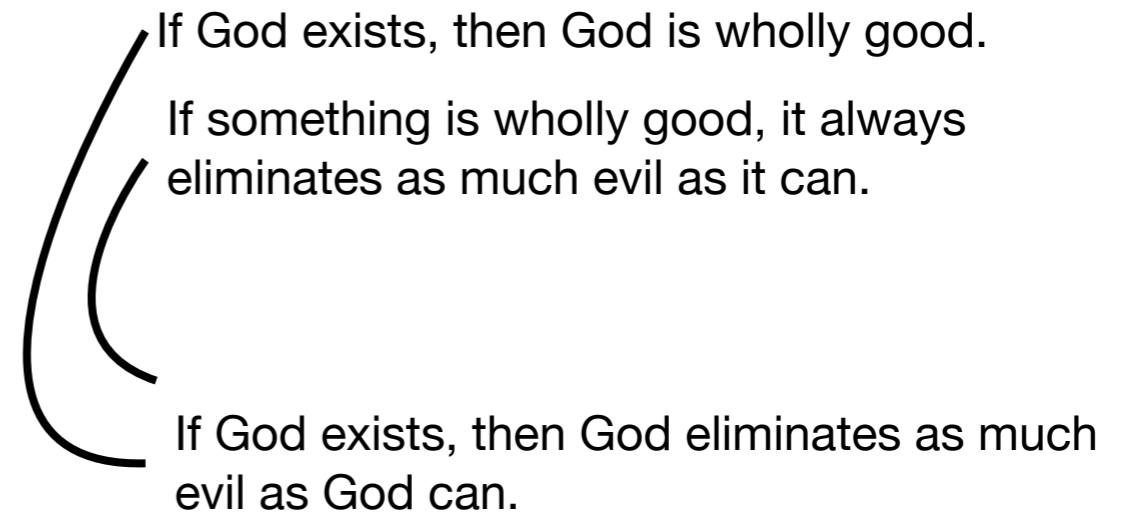 If God exists, then God is wholly good.
If something is wholly good, it always
eliminates as much evil as it can.
If God exists, then God eliminates as much
evil as God can.